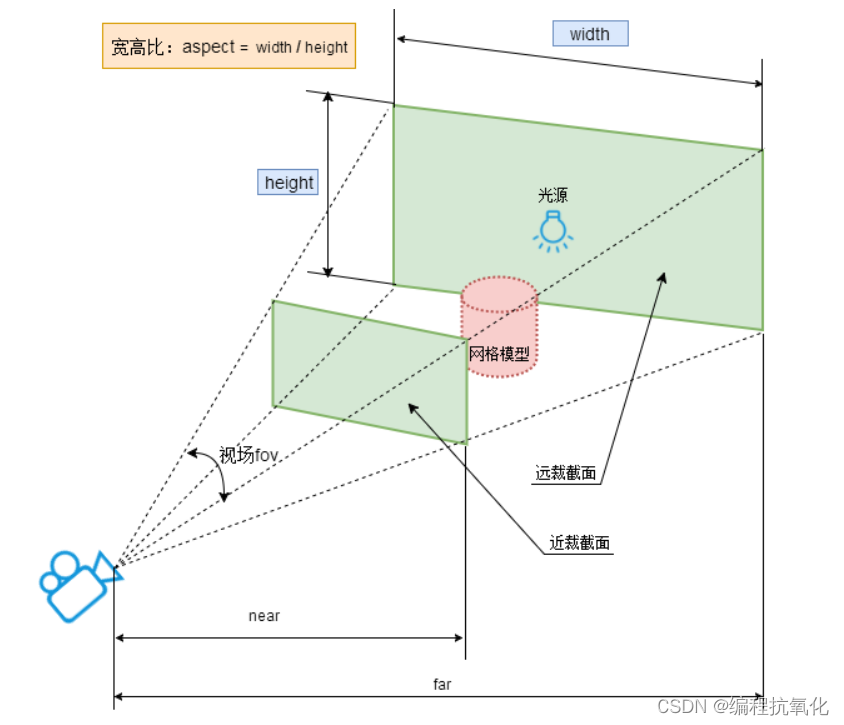 宽高比：aspect = width / height
width
height
光源
网格模型
视场fov
远裁截面
近裁截面
near
far
CSDN @编程抗氧化